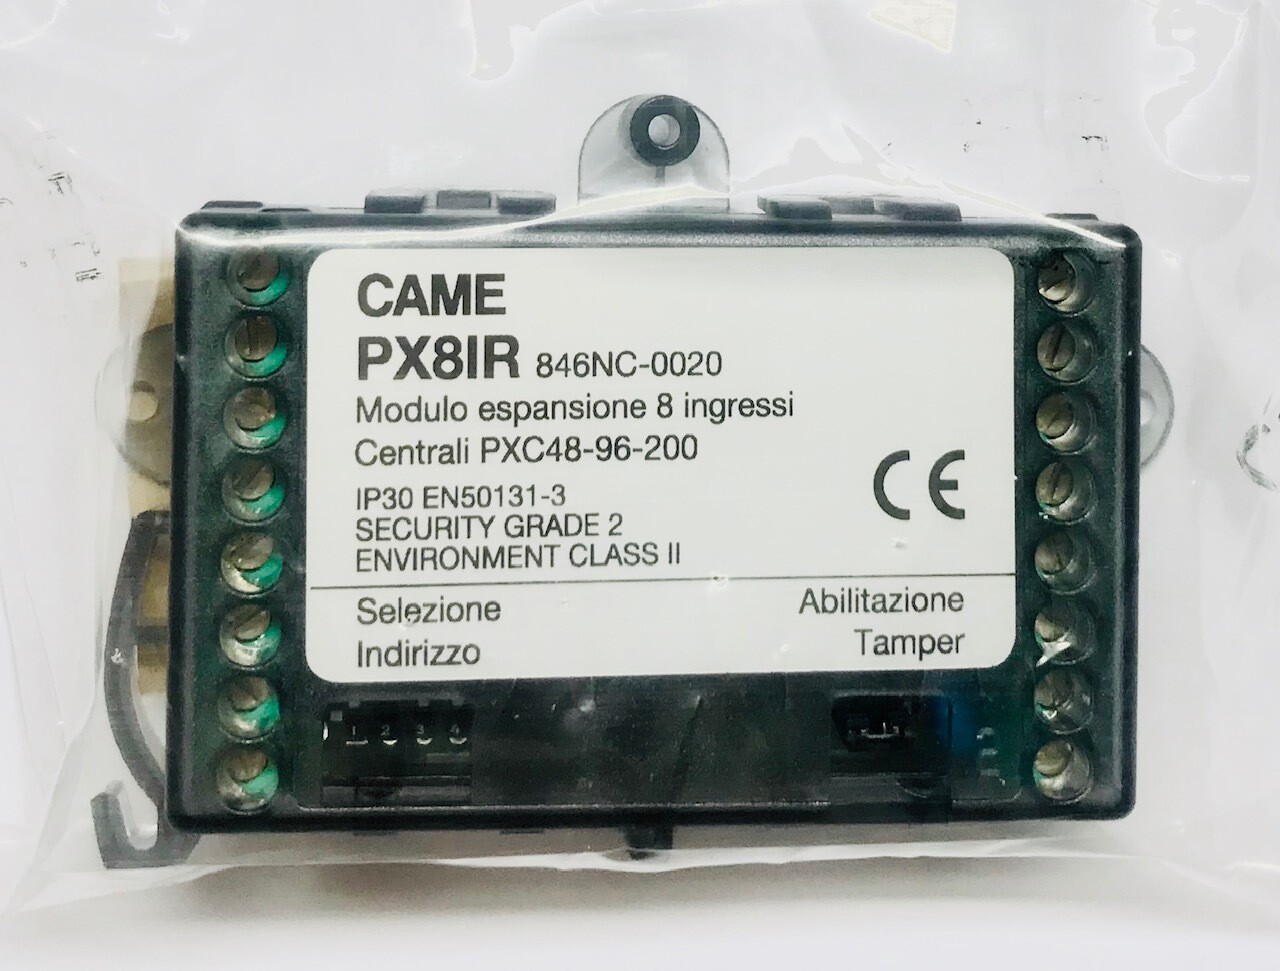 CAME
PX8IR 846NC-0020
Modulo espansione 8 ingressi
Centrali PXC48-96-200
IP30 EN50131-3
SECURITY GRADE 2
ENVIRONMENT CLASS II
CE
Selezione
Indirizzo
Abilitazione
Tamper
1 2 3 4